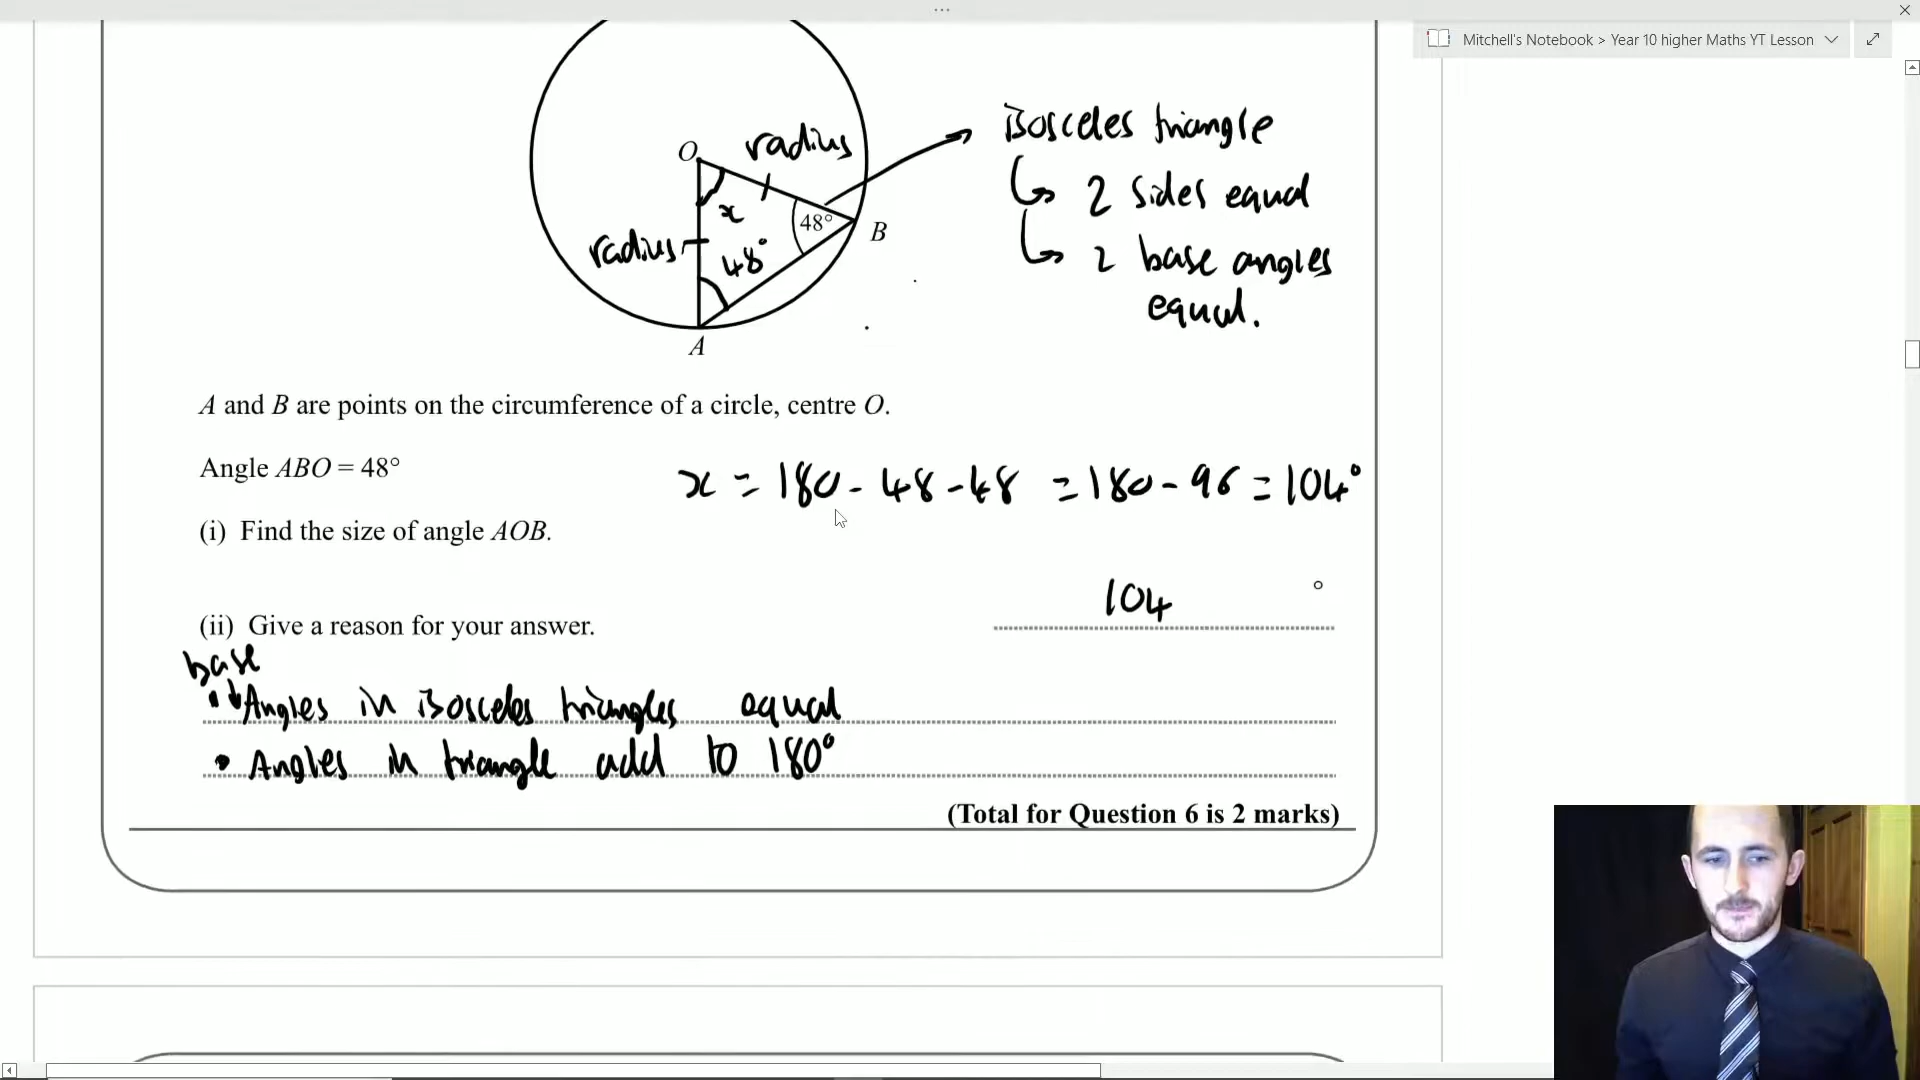 Mitchell's Notebook > Year 10 higher Maths YT Lesson
O
radius
x
48°
B
radius
48°
A
isosceles triangle
2 sides equal
2 base angles
equal.
A and B are points on the circumference of a circle, centre O.
Angle ABO = 48°
x = 180 - 48 - 48 = 180 - 96 = 104°
(i) Find the size of angle AOB.
104 °
(ii) Give a reason for your answer.
base
• Angles in isosceles triangles equal
• Angles in triangle add to 180°
(Total for Question 6 is 2 marks)